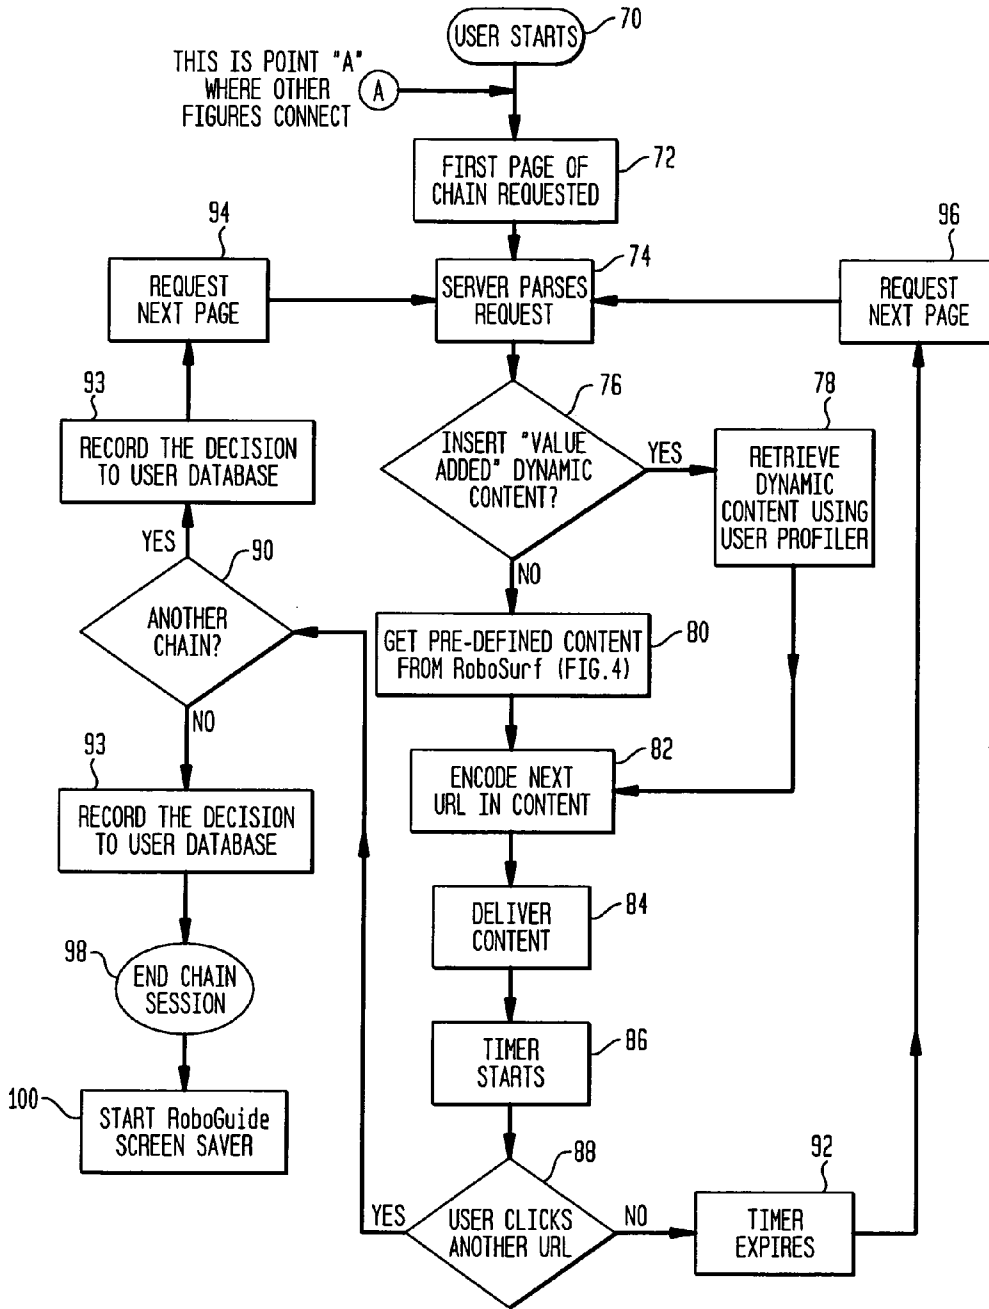 USER STARTS
70
THIS IS POINT "A"
WHERE OTHER
FIGURES CONNECT
A
FIRST PAGE OF
CHAIN REQUESTED
72
94
REQUEST
NEXT PAGE
SERVER PARSES
REQUEST
74
96
REQUEST
NEXT PAGE
93
RECORD THE DECISION
TO USER DATABASE
INSERT "VALUE
ADDED" DYNAMIC
CONTENT?
76
YES
78
RETRIEVE
DYNAMIC
CONTENT USING
USER PROFILER
YES
NO
90
ANOTHER
CHAIN?
GET PRE-DEFINED CONTENT
FROM RoboSurf (FIG.4)
80
NO
93
RECORD THE DECISION
TO USER DATABASE
ENCODE NEXT
URL IN CONTENT
82
DELIVER
CONTENT
84
98
END CHAIN
SESSION
TIMER
STARTS
86
100
START RoboGuide
SCREEN SAVER
YES
USER CLICKS
ANOTHER URL
88
NO
92
TIMER
EXPIRES